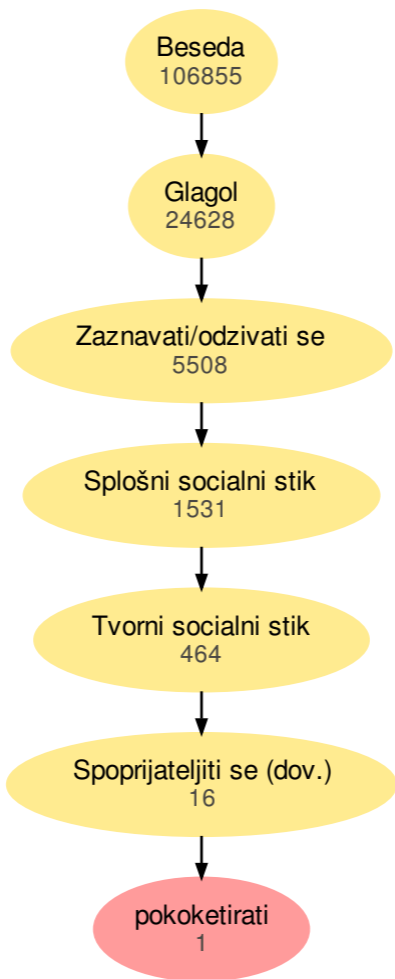 Beseda
106855
Glagol
24628
Zaznavati/odzivati se
5508
Splošni socialni stik
1531
Tvorni socialni stik
464
Spoprijateljiti se (dov.)
16
pokoketirati
1